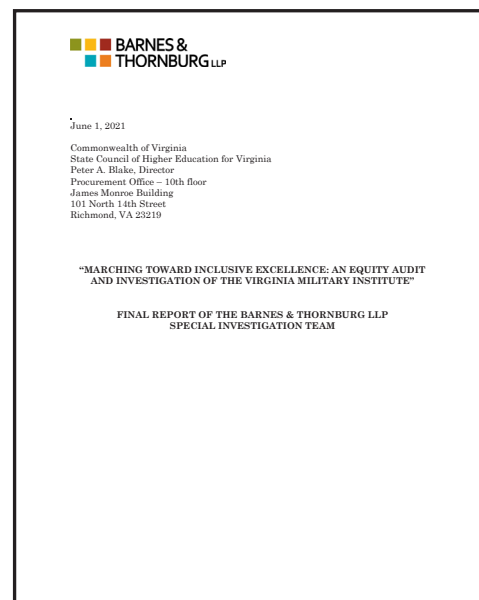 BARNES &
THORNBURG LLP
June 1, 2021
Commonwealth of Virginia
State Council of Higher Education for Virginia
Peter A. Blake, Director
Procurement Office – 10th floor
James Monroe Building
101 North 14th Street
Richmond, VA 23219
“MARCHING TOWARD INCLUSIVE EXCELLENCE: AN EQUITY AUDIT
AND INVESTIGATION OF THE VIRGINIA MILITARY INSTITUTE”
FINAL REPORT OF THE BARNES & THORNBURG LLP
SPECIAL INVESTIGATION TEAM